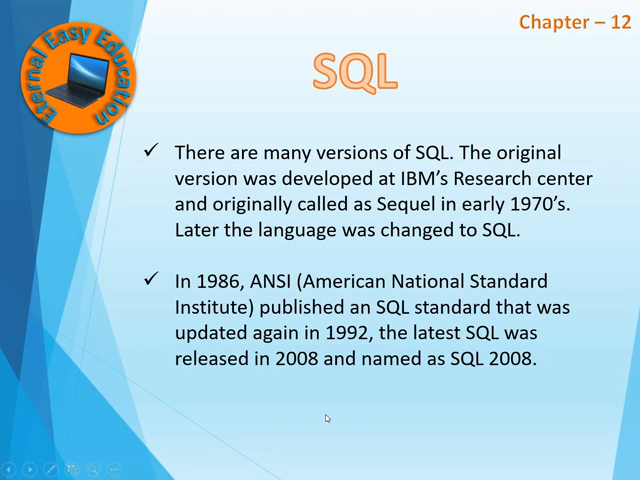 Chapter – 12
Eternal Easy Education
SQL
✓ There are many versions of SQL. The original
version was developed at IBM’s Research center
and originally called as Sequel in early 1970’s.
Later the language was changed to SQL.
✓ In 1986, ANSI (American National Standard
Institute) published an SQL standard that was
updated again in 1992, the latest SQL was
released in 2008 and named as SQL 2008.